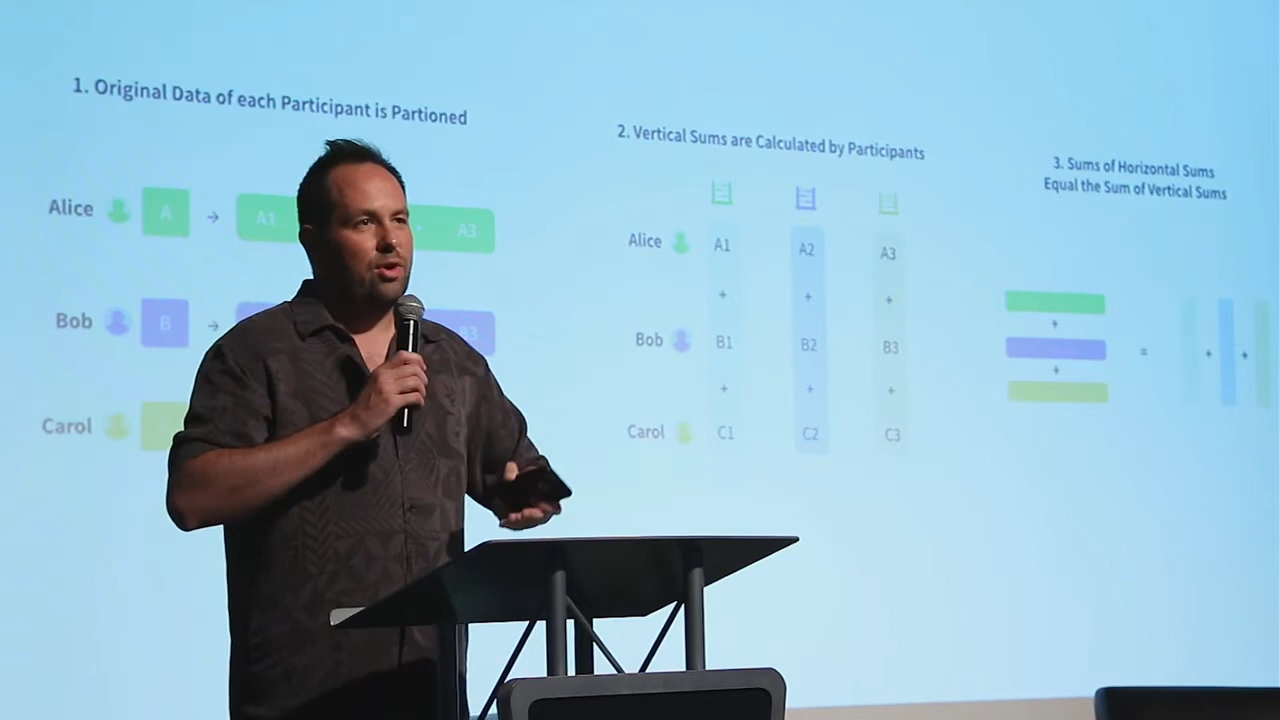 1. Original Data of each Participant is Partioned
Alice A → A1 + A3
Bob B → B3
Carol
2. Vertical Sums are Calculated by Participants
Alice A1 A2 A3
+ + +
Bob B1 B2 B3
+ + +
Carol C1 C2 C3
3. Sums of Horizontal Sums
Equal the Sum of Vertical Sums
+
+
= + +